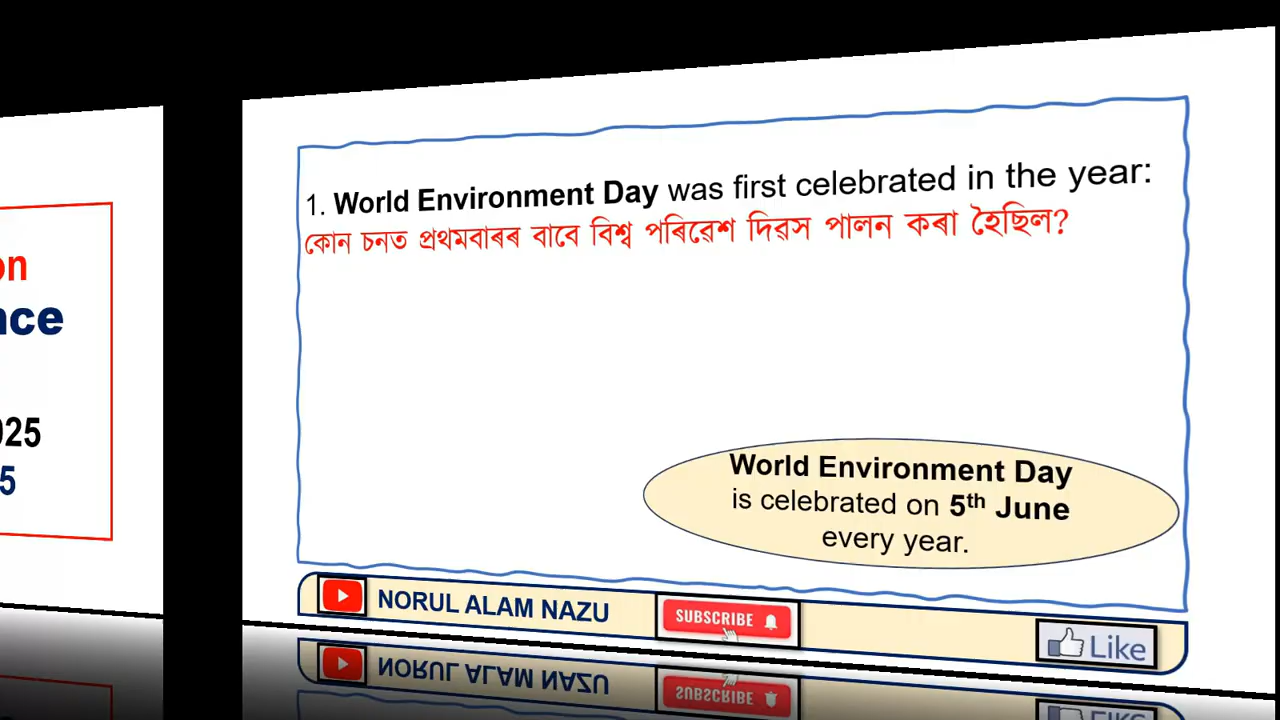 on
nce
025
5
1. World Environment Day was first celebrated in the year:
কোন চনত প্ৰথমবাৰৰ বাবে বিশ্ব পৰিৱেশ দিৱস পালন কৰা হৈছিল?
World Environment Day
is celebrated on 5th June
every year.
NORUL ALAM NAZU
SUBSCRIBE
Like